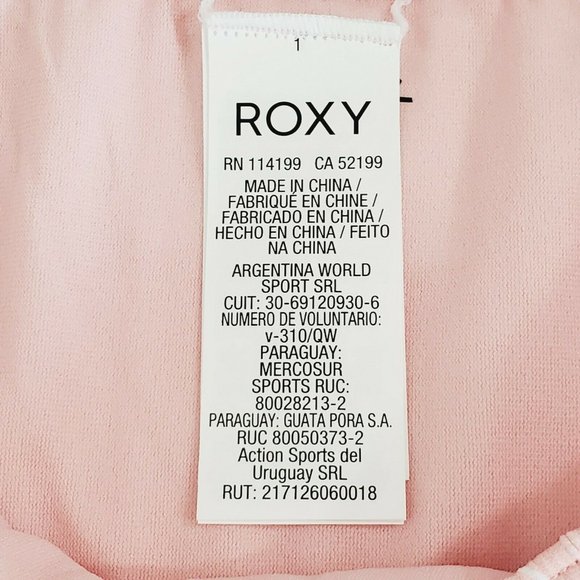 1
ROXY
RN 114199 CA 52199
MADE IN CHINA /
FABRIQUÉ EN CHINE /
FABRICADO EN CHINA /
HECHO EN CHINA / FEITO
NA CHINA
ARGENTINA WORLD
SPORT SRL
CUIT: 30-69120930-6
NUMERO DE VOLUNTARIO:
v-310/QW
PARAGUAY:
MERCOSUR
SPORTS RUC:
80028213-2
PARAGUAY: GUATA PORA S.A.
RUC 80050373-2
Action Sports del
Uruguay SRL
RUT: 217126060018